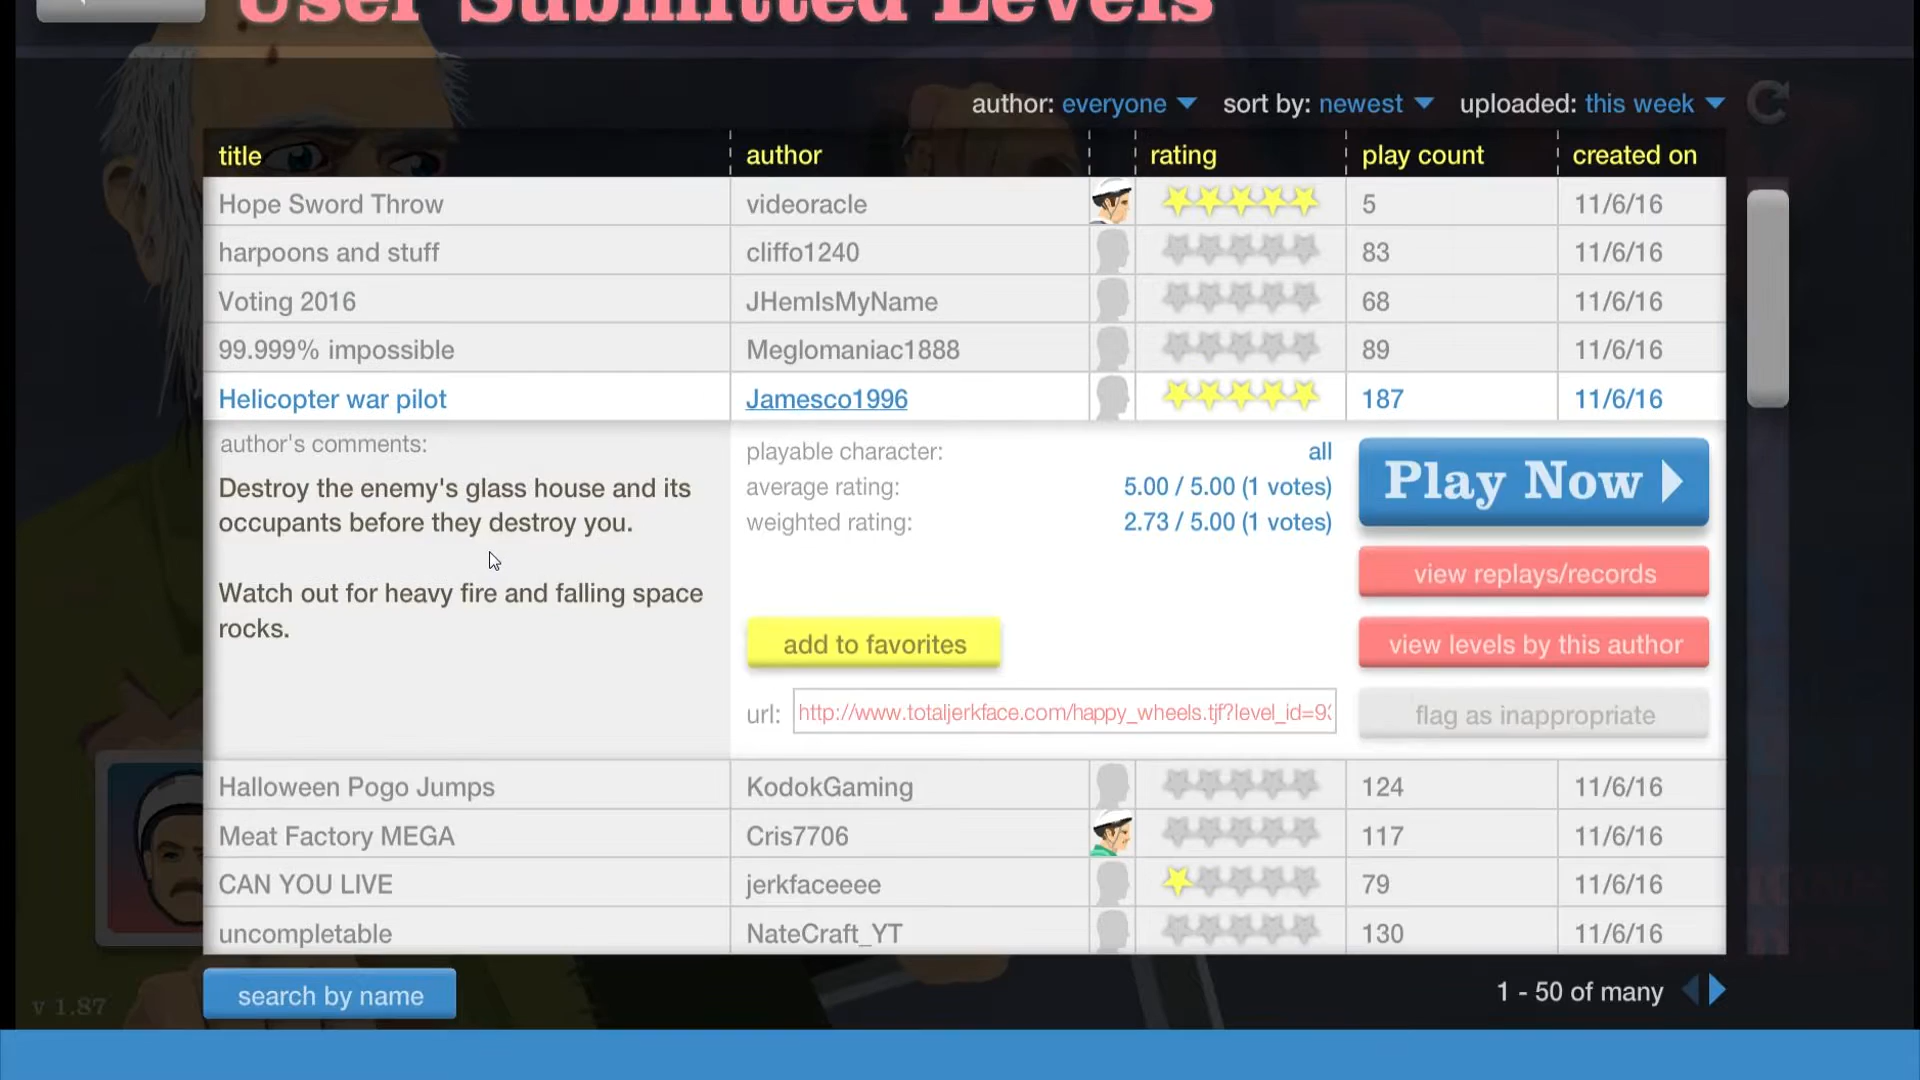 User Submitted Levels
author: everyone sort by: newest uploaded: this week
title author rating play count created on
Hope Sword Throw videoracle 5 11/6/16
harpoons and stuff cliffo1240 83 11/6/16
Voting 2016 JHemIsMyName 68 11/6/16
99.999% impossible Meglomaniac1888 89 11/6/16
Helicopter war pilot Jamesco1996 187 11/6/16
author's comments:
Destroy the enemy's glass house and its
occupants before they destroy you.
Watch out for heavy fire and falling space
rocks.
playable character: all
average rating: 5.00 / 5.00 (1 votes)
weighted rating: 2.73 / 5.00 (1 votes)
add to favorites
url: http://www.totaljerkface.com/happy_wheels.tjf?level_id=9
Play Now
view replays/records
view levels by this author
flag as inappropriate
Halloween Pogo Jumps KodokGaming 124 11/6/16
Meat Factory MEGA Cris7706 117 11/6/16
CAN YOU LIVE jerkfaceeee 79 11/6/16
uncompletable NateCraft_YT 130 11/6/16
search by name
1 - 50 of many
v 1.87